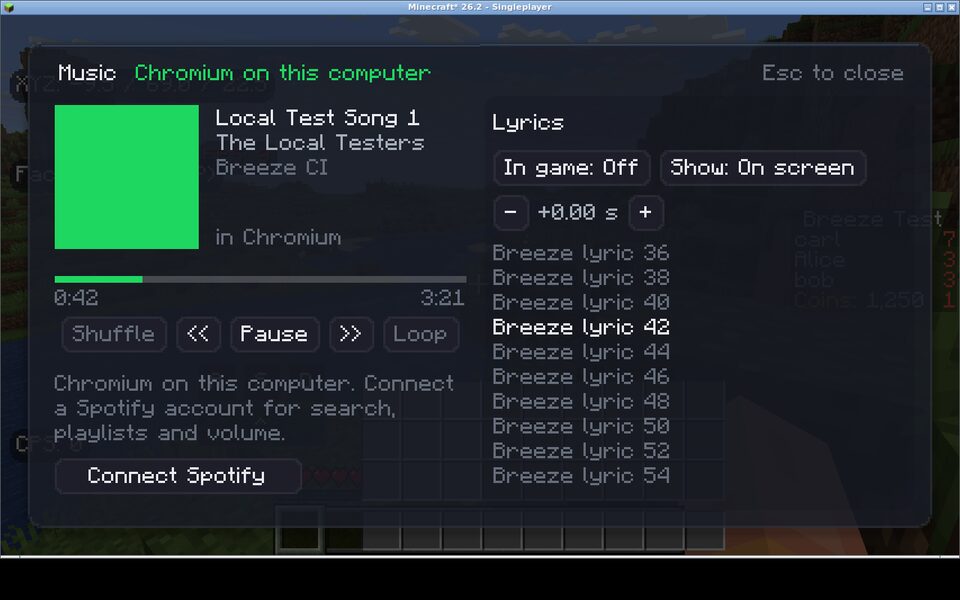 Minecraft* 26.2 - Singleplayer
Music Chromium on this computer
Esc to close
Local Test Song 1
The Local Testers
Breeze CI
in Chromium
0:42
3:21
Shuffle << Pause >> Loop
Chromium on this computer. Connect
a Spotify account for search,
playlists and volume.
Connect Spotify
Lyrics
In game: Off Show: On screen
- +0.00 s +
Breeze lyric 36
Breeze lyric 38
Breeze lyric 40
Breeze lyric 42
Breeze lyric 44
Breeze lyric 46
Breeze lyric 48
Breeze lyric 50
Breeze lyric 52
Breeze lyric 54
Breeze Test
carl 7
Alice 3
bob 3
Coins: 1,250 1